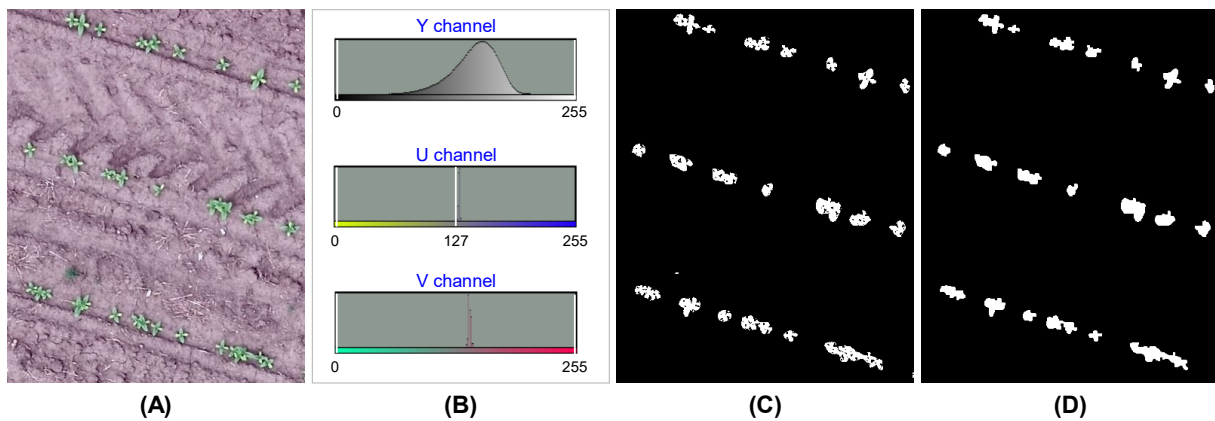 Y channel
0 255
U channel
0 127 255
V channel
0 255
(A) (B) (C) (D)